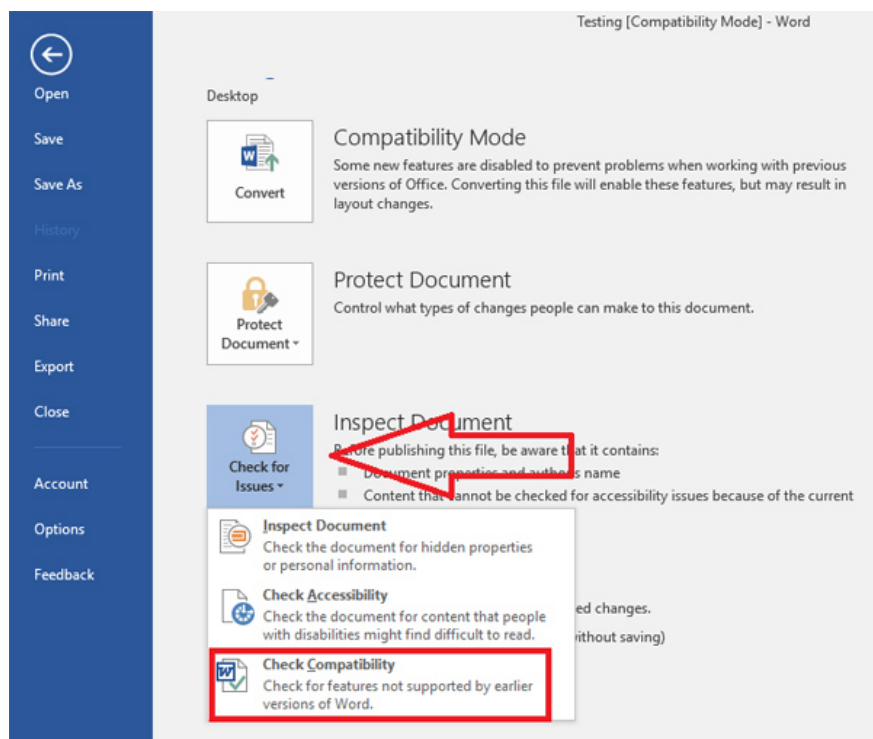 Testing [Compatibility Mode] - Word
Open
Save
Save As
History
Print
Share
Export
Close
Account
Options
Feedback
Desktop
Convert
Compatibility Mode
Some new features are disabled to prevent problems when working with previous
versions of Office. Converting this file will enable these features, but may result in
layout changes.
Protect
Document
Protect Document
Control what types of changes people can make to this document.
Check for
Issues
Inspect Document
Before publishing this file, be aware that it contains:
Document properties and author's name
Content that cannot be checked for accessibility issues because of the current
Inspect Document
Check the document for hidden properties
or personal information.
Check Accessibility
Check the document for content that people
with disabilities might find difficult to read.
Check Compatibility
Check for features not supported by earlier
versions of Word.
ed changes.
ithout saving)